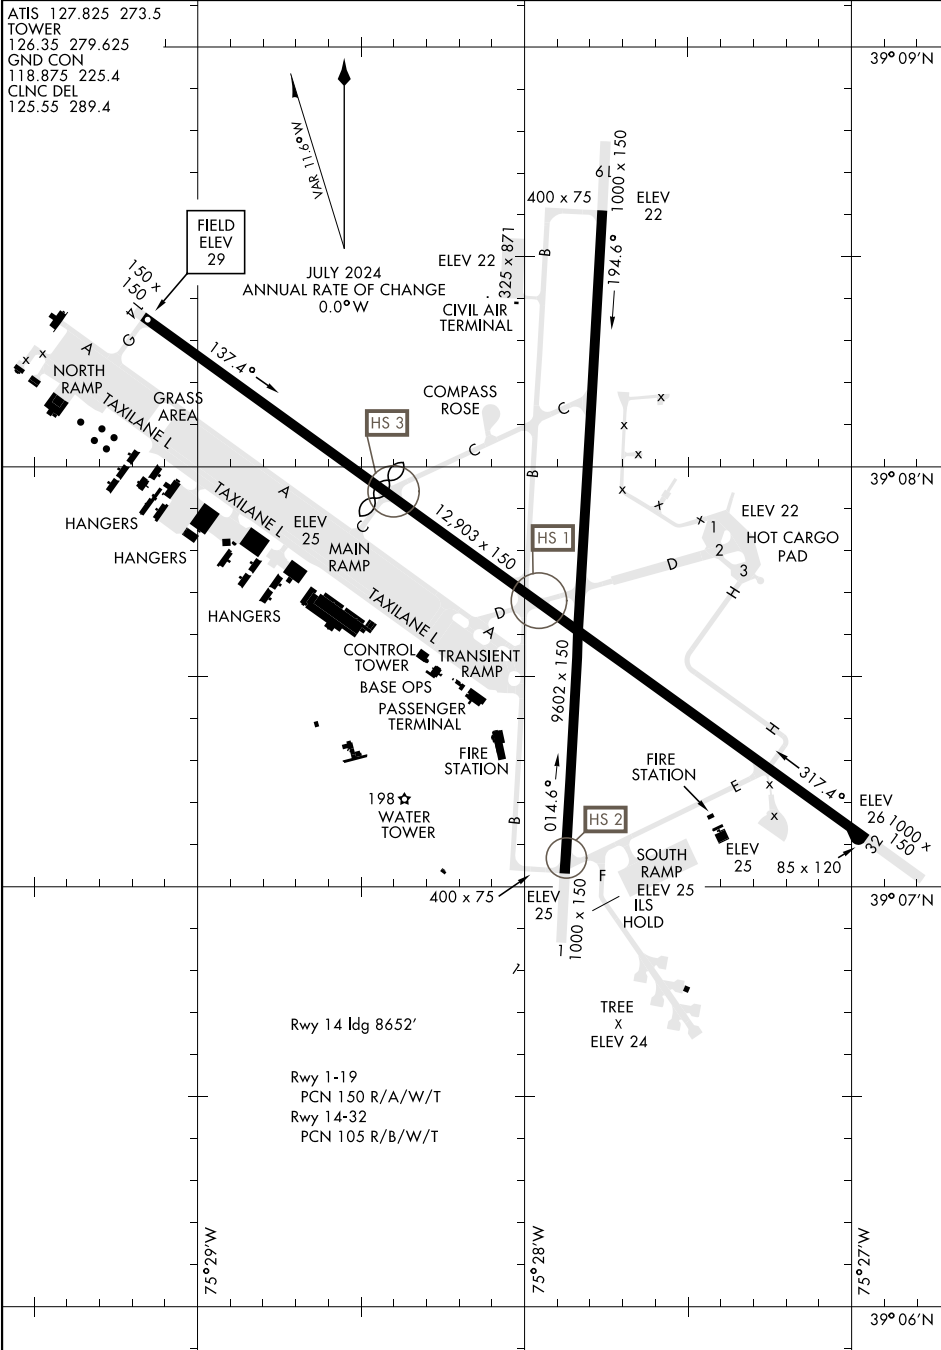 ATIS 127.825 273.5
TOWER
126.35 279.625
GND CON
118.875 225.4
CLNC DEL
125.55 289.4
39° 09'N
VAR 11.6° W
JULY 2024
ANNUAL RATE OF CHANGE
0.0° W
FIELD
ELEV
29
150 x
150
14
G
A
137.4°
NORTH
RAMP
TAXILANE L
GRASS
AREA
400 x 75
19
1000 x 150
ELEV
22
194.6°
B
325 x 871
ELEV 22
CIVIL AIR
TERMINAL
COMPASS
ROSE
C
C
HS 3
x
x
x
x
x
x
x
x
39° 08'N
B
A
TAXILANE L
ELEV
25
C
12,903 x 150
HS 1
HANGERS
HANGERS
HANGERS
MAIN
RAMP
TAXILANE L
ELEV 22
HOT CARGO
PAD
1
2
3
D
H
D
A
TRANSIENT
RAMP
CONTROL
TOWER
BASE OPS
PASSENGER
TERMINAL
FIRE
STATION
9602 x 150
014.6°
H
317.4°
FIRE
STATION
E
x
x
198
WATER
TOWER
B
HS 2
ELEV
26
1000 x
150
32
85 x 120
ELEV
25
SOUTH
RAMP
ELEV 25
F
ILS
HOLD
400 x 75
ELEV
25
1000 x 150
1
39° 07'N
TREE
x
ELEV 24
Rwy 14 ldg 8652'
Rwy 1-19
PCN 150 R/A/W/T
Rwy 14-32
PCN 105 R/B/W/T
75° 29'W
75° 28'W
75° 27'W
39° 06'N